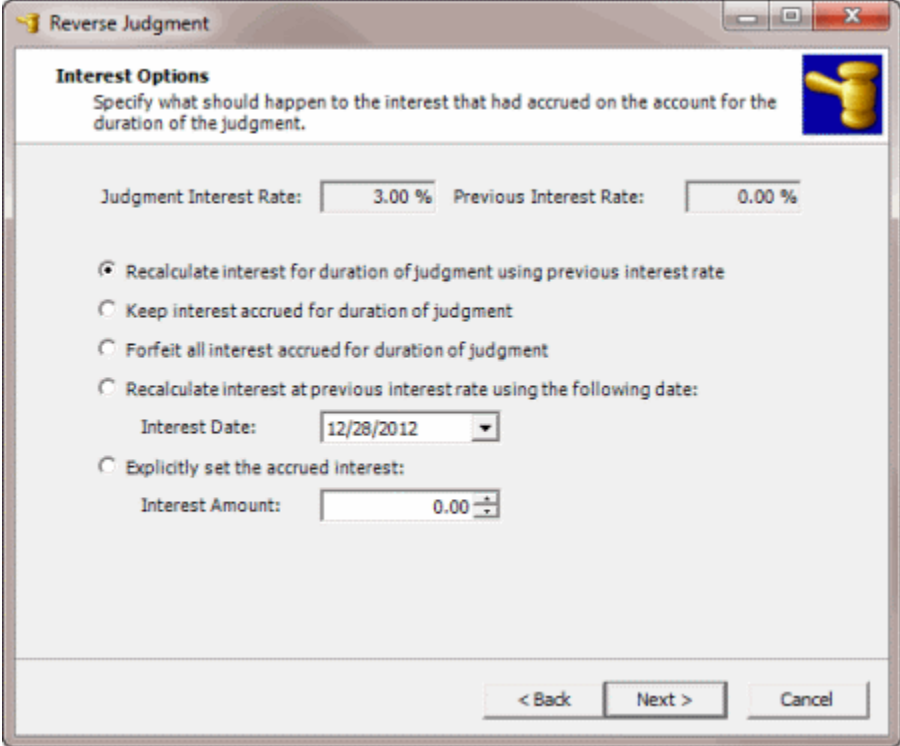 Reverse Judgment
Interest Options
Specify what should happen to the interest that had accrued on the account for the
duration of the judgment.
Judgment Interest Rate: 3.00 % Previous Interest Rate: 0.00 %
Recalculate interest for duration of judgment using previous interest rate
Keep interest accrued for duration of judgment
Forfeit all interest accrued for duration of judgment
Recalculate interest at previous interest rate using the following date:
Interest Date: 12/28/2012
Explicitly set the accrued interest:
Interest Amount: 0.00
< Back Next > Cancel